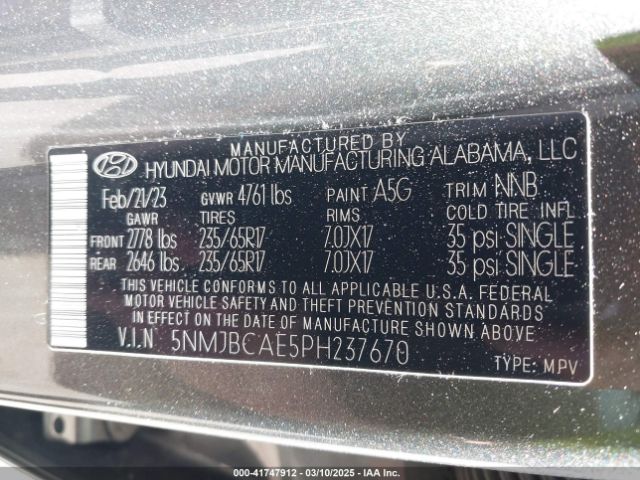 MANUFACTURED BY
HYUNDAI MOTOR MANUFACTURING ALABAMA, LLC
Feb/21/23 GVWR 4761 lbs PAINT A5G TRIM NNB
GAWR TIRES RIMS COLD TIRE INFL
FRONT 2778 lbs 235/65R17 7.0JX17 35 psi SINGLE
REAR 2646 lbs 235/65R17 7.0JX17 35 psi SINGLE
THIS VEHICLE CONFORMS TO ALL APPLICABLE U.S.A. FEDERAL
MOTOR VEHICLE SAFETY AND THEFT PREVENTION STANDARDS
IN EFFECT ON THE DATE OF MANUFACTURE SHOWN ABOVE
V.I.N 5NMJBCAE5PH237670
TYPE: MPV
000-41747912 — 03/10/2025 — IAA Inc.